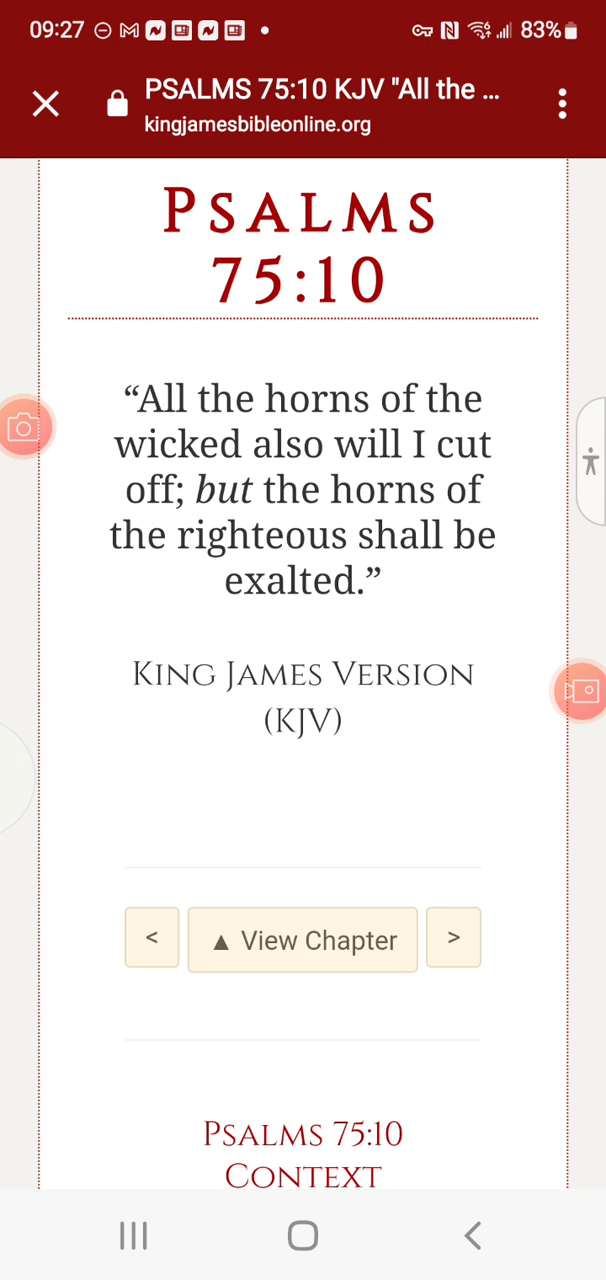 09:27 83%
PSALMS 75:10 KJV "All the ...
kingjamesbibleonline.org
PSALMS
75:10
“All the horns of the
wicked also will I cut
off; but the horns of
the righteous shall be
exalted.”
KING JAMES VERSION
(KJV)
< ▲ View Chapter >
PSALMS 75:10
CONTEXT